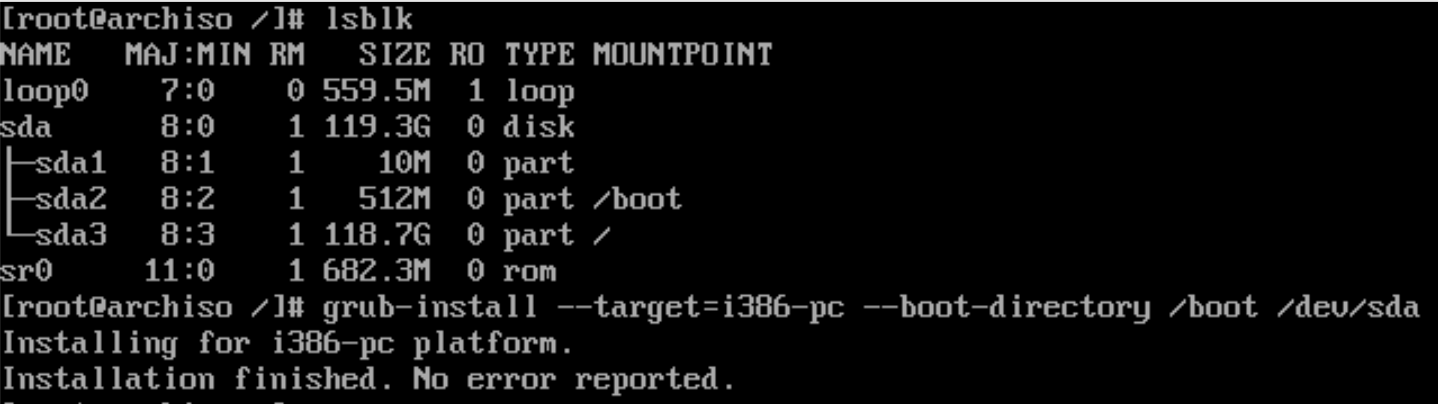 [root@archiso /]# lsblk
NAME   MAJ:MIN RM   SIZE RO TYPE MOUNTPOINT
loop0    7:0    0 559.5M  1 loop
sda      8:0    1 119.3G  0 disk
├─sda1   8:1    1    10M  0 part
├─sda2   8:2    1   512M  0 part /boot
└─sda3   8:3    1 118.7G  0 part /
sr0     11:0    1 682.3M  0 rom
[root@archiso /]# grub-install --target=i386-pc --boot-directory /boot /dev/sda
Installing for i386-pc platform.
Installation finished. No error reported.